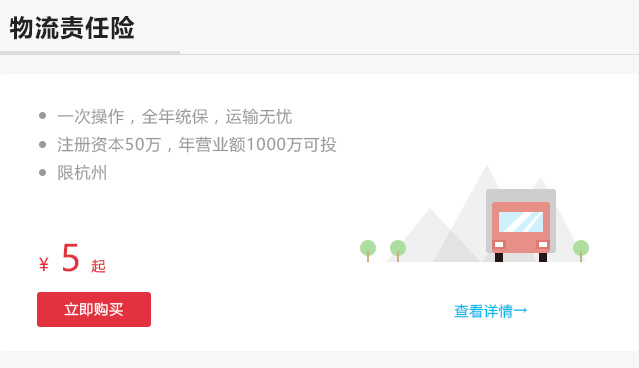 物流责任险
一次操作，全年统保，运输无忧
注册资本50万，年营业额1000万可投
限杭州
¥ 5 起
立即购买
查看详情→